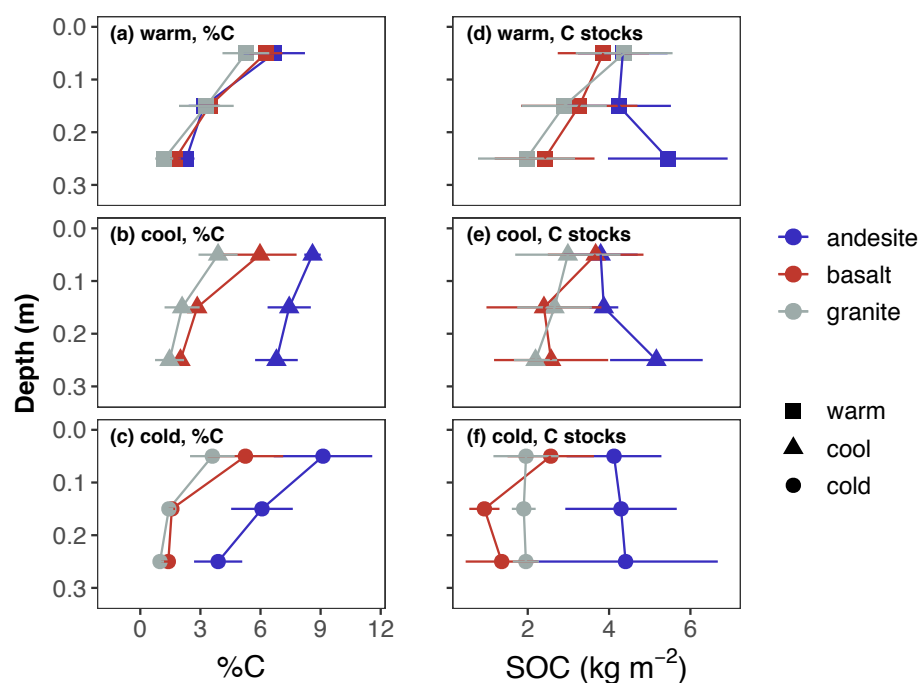 (a) warm, %C
0.0
0.1
0.2
0.3
(b) cool, %C
0.0
0.1
0.2
0.3
(c) cold, %C
0.0
0.1
0.2
0.3
Depth (m)
0 3 6 9 12
%C
(d) warm, C stocks
(e) cool, C stocks
(f) cold, C stocks
2 4 6
SOC (kg m⁻²)
andesite
basalt
granite
warm
cool
cold